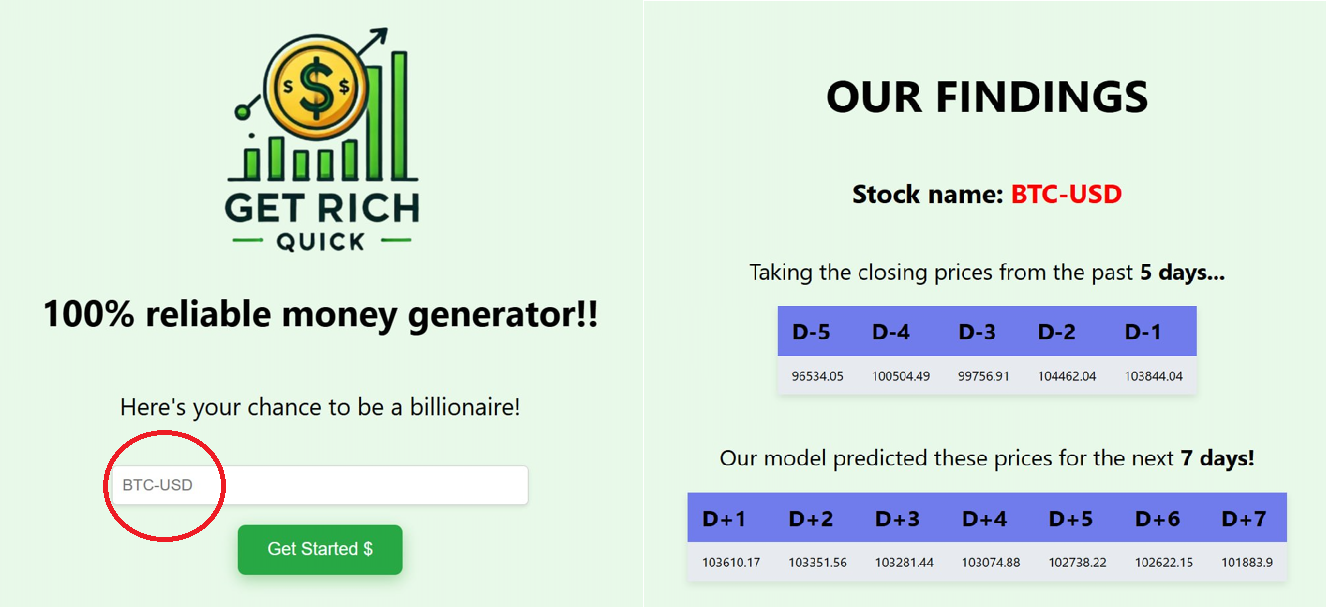 GET RICH
QUICK
100% reliable money generator!!
Here's your chance to be a billionaire!
BTC-USD
Get Started $
OUR FINDINGS
Stock name: BTC-USD
Taking the closing prices from the past 5 days...
D-5 D-4 D-3 D-2 D-1
96534.05 100504.49 99756.91 104462.04 103844.04
Our model predicted these prices for the next 7 days!
D+1 D+2 D+3 D+4 D+5 D+6 D+7
103610.17 103351.56 103281.44 103074.88 102738.22 102622.15 101883.9